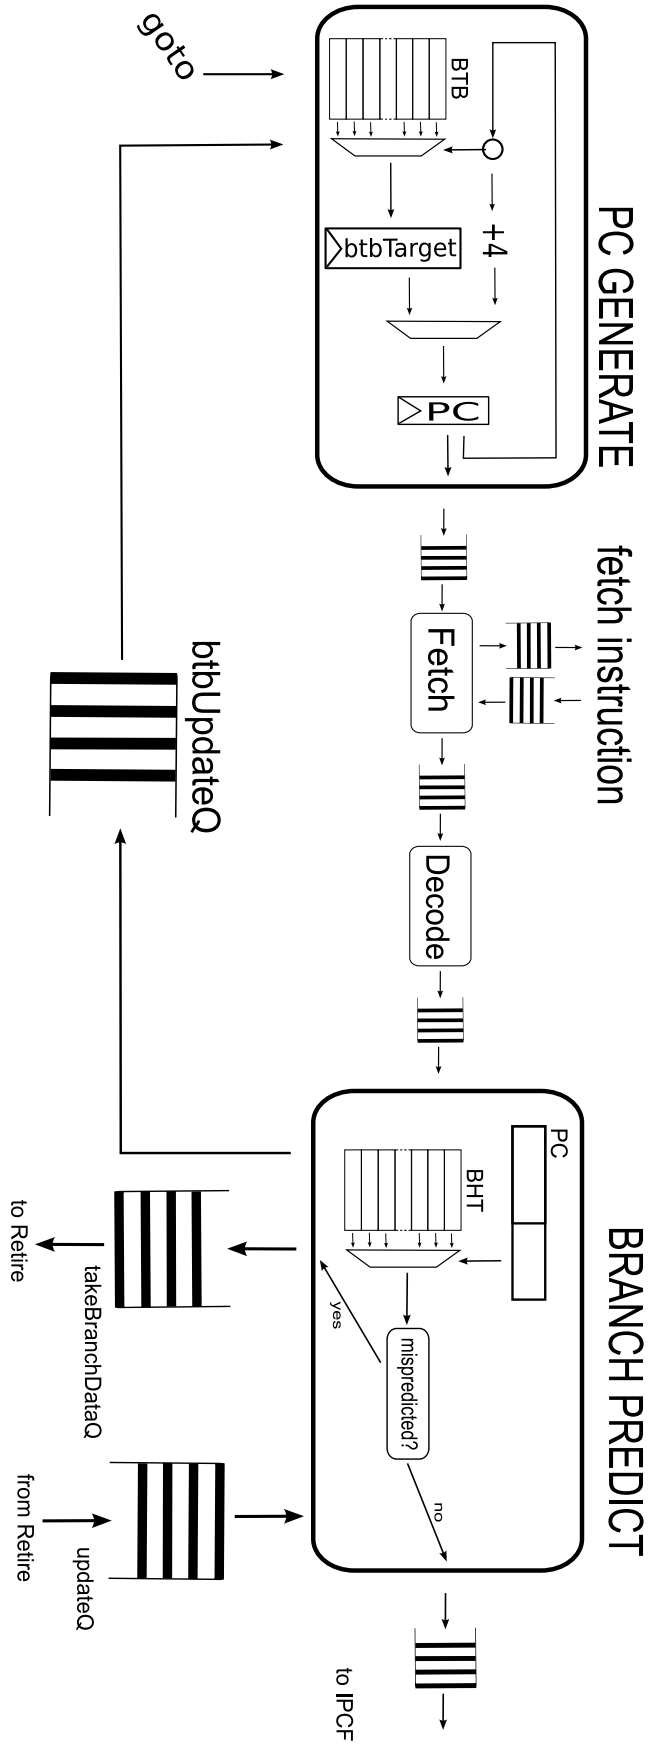 PC GENERATE
BTB
+4
btbTarget
PC
goto
fetch instruction
Fetch
Decode
btbUpdateQ
BRANCH PREDICT
PC
BHT
mispredicted?
yes
no
to Retire
takeBranchDataQ
from Retire
updateQ
to IPCF